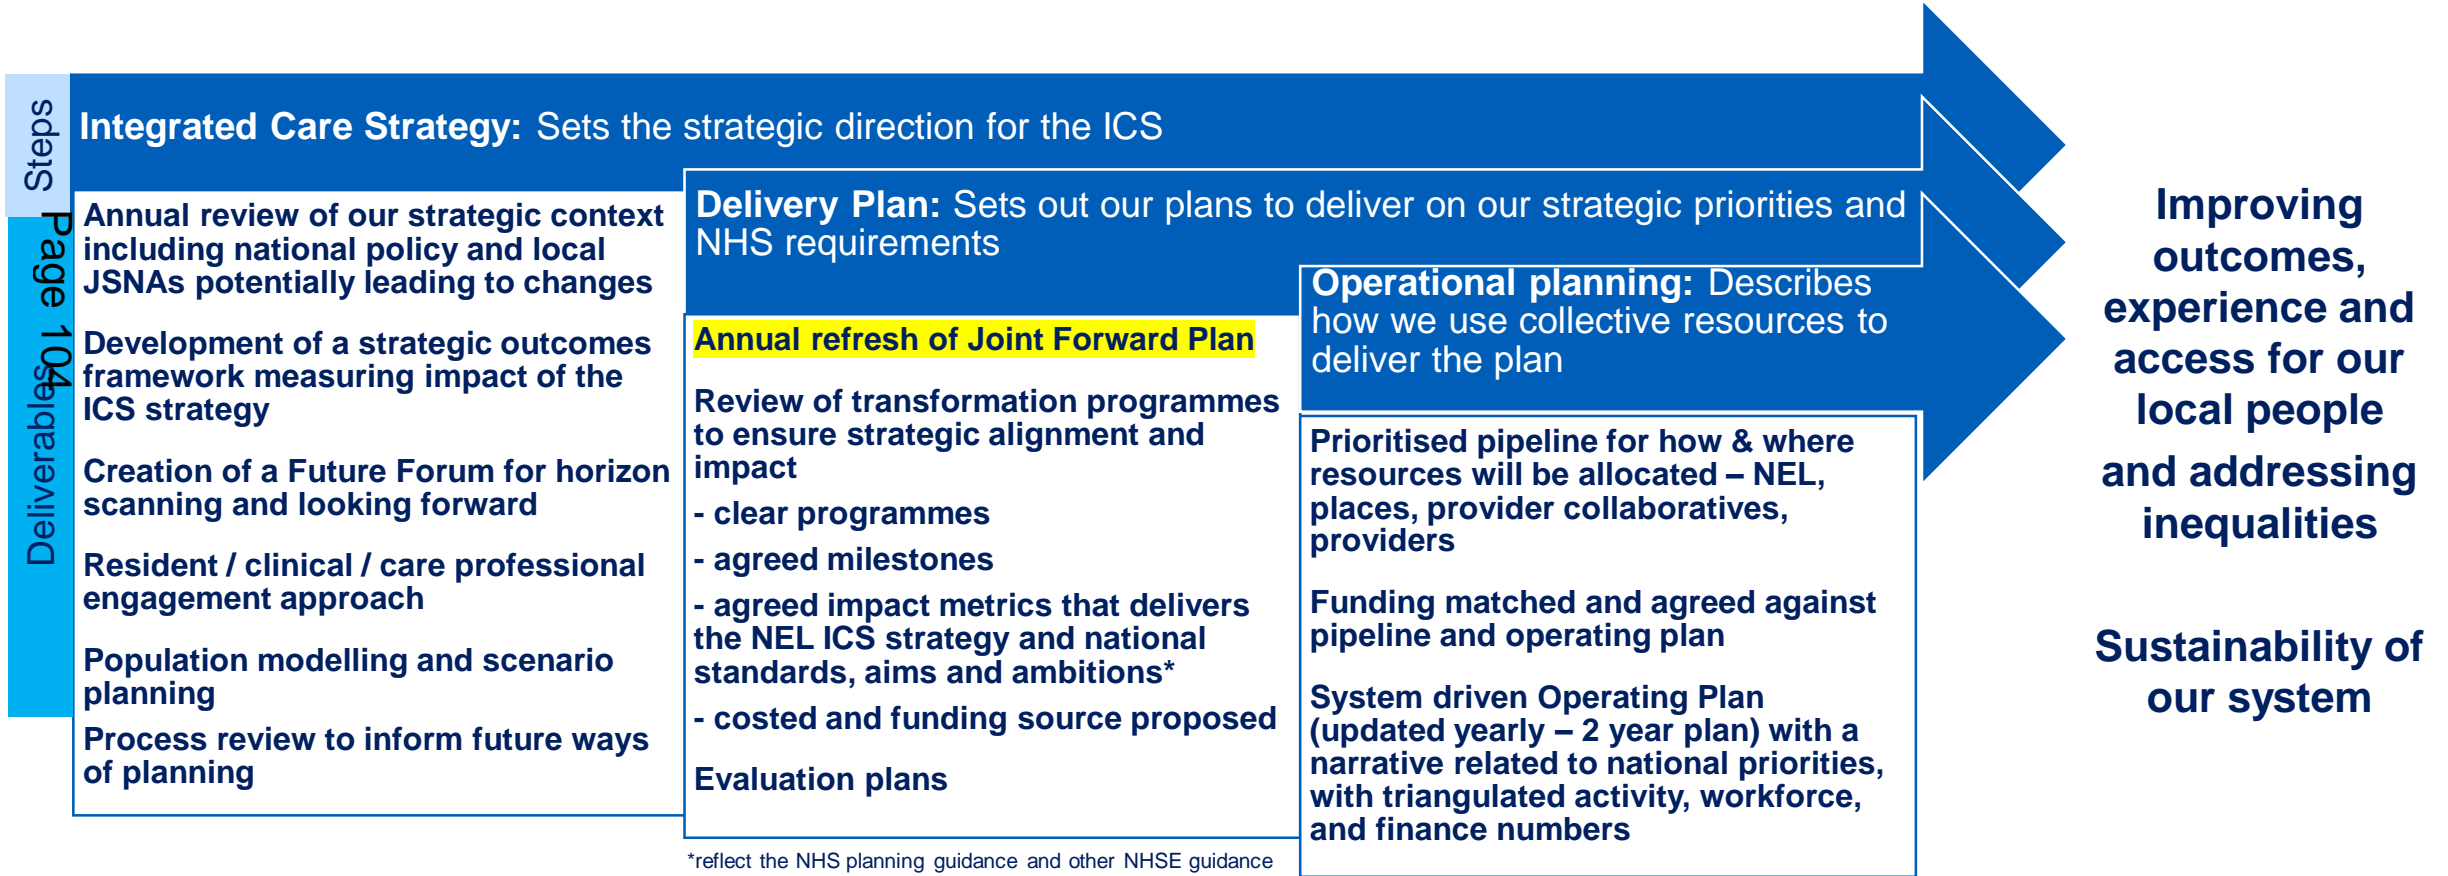 Steps
Integrated Care Strategy: Sets the strategic direction for the ICS
Page 104
Deliverables
Annual review of our strategic context
including national policy and local
JSNAs potentially leading to changes
Development of a strategic outcomes
framework measuring impact of the
ICS strategy
Creation of a Future Forum for horizon
scanning and looking forward
Resident / clinical / care professional
engagement approach
Population modelling and scenario
planning
Process review to inform future ways
of planning
Delivery Plan: Sets out our plans to deliver on our strategic priorities and
NHS requirements
Annual refresh of Joint Forward Plan
Review of transformation programmes
to ensure strategic alignment and
impact
- clear programmes
- agreed milestones
- agreed impact metrics that delivers
the NEL ICS strategy and national
standards, aims and ambitions*
- costed and funding source proposed
Evaluation plans
*reflect the NHS planning guidance and other NHSE guidance
Operational planning: Describes
how we use collective resources to
deliver the plan
Prioritised pipeline for how & where
resources will be allocated – NEL,
places, provider collaboratives,
providers
Funding matched and agreed against
pipeline and operating plan
System driven Operating Plan
(updated yearly – 2 year plan) with a
narrative related to national priorities,
with triangulated activity, workforce,
and finance numbers
Improving
outcomes,
experience and
access for our
local people
and addressing
inequalities
Sustainability of
our system